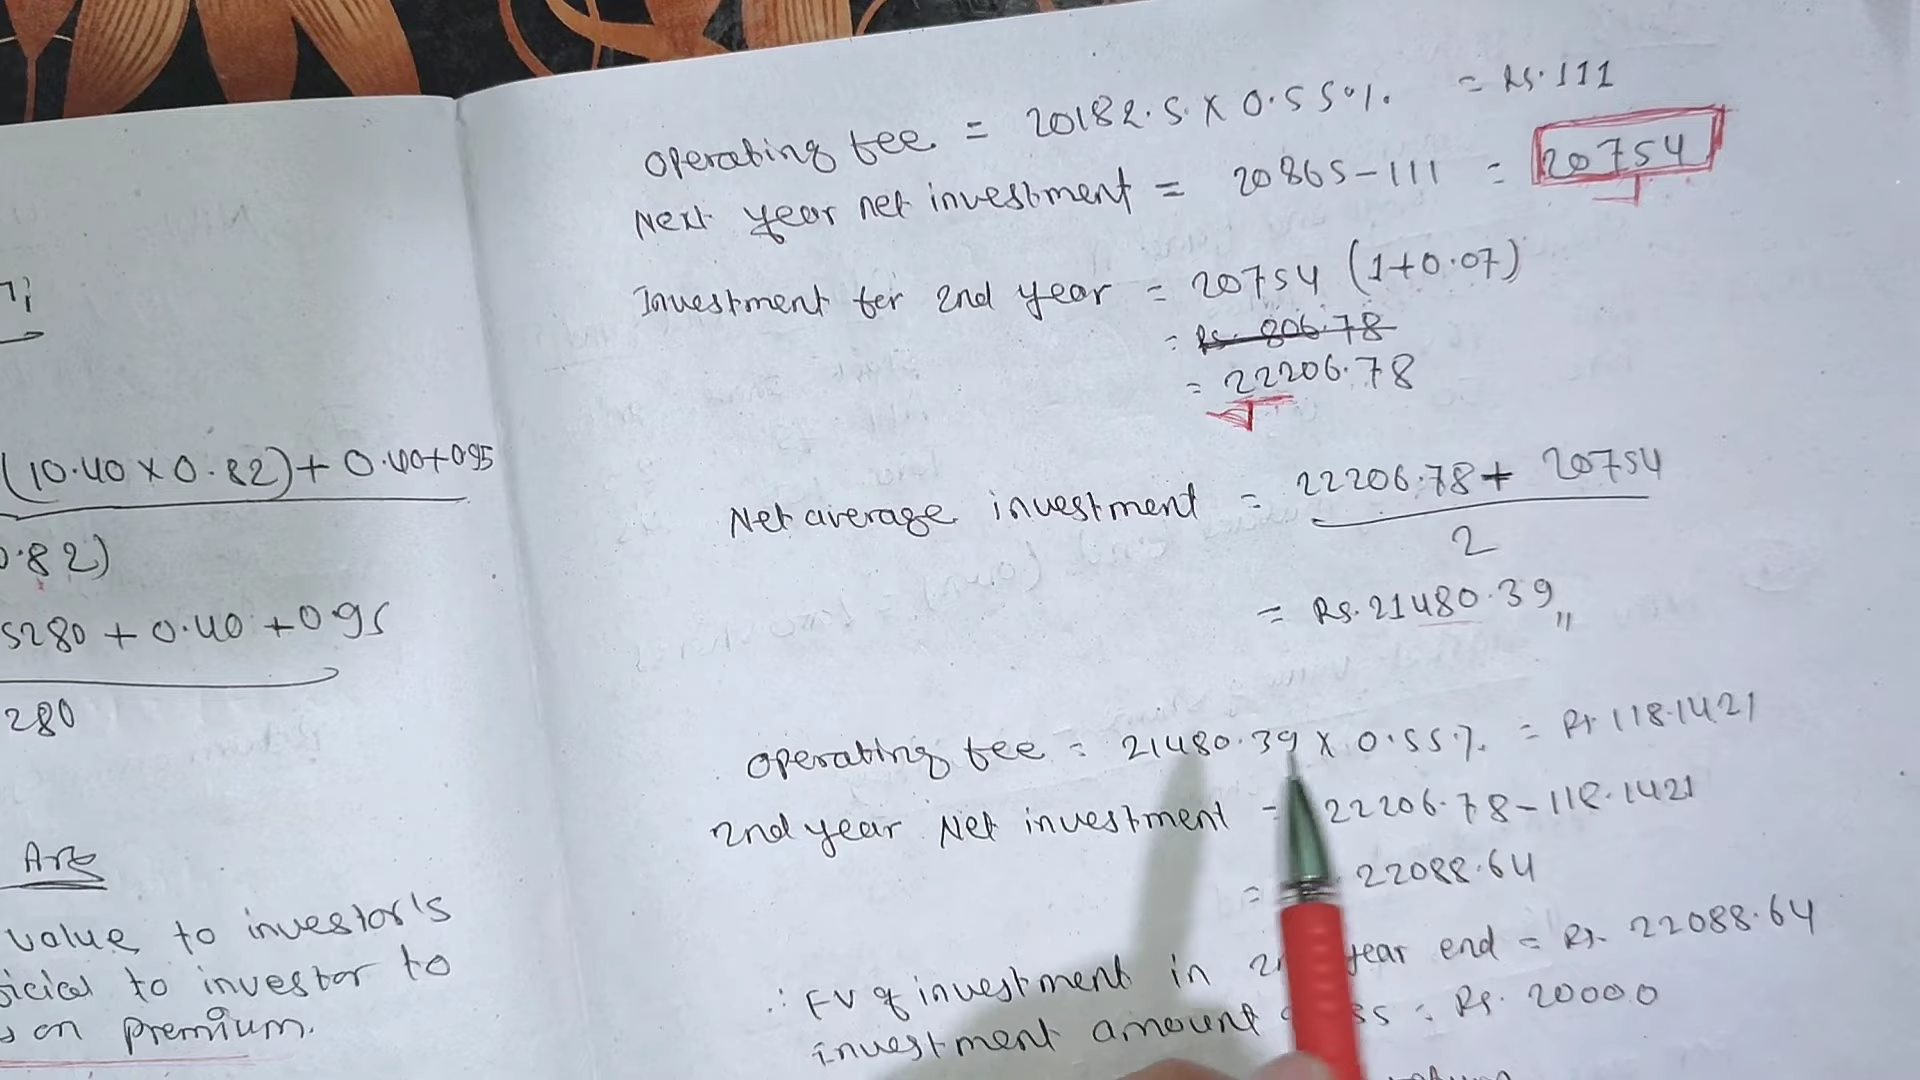 (10.40 x 0.82) + 0.40+095
0.82)
5280 + 0.40 + 095
280
Ans
value to investor's
to investor to
on premium.
operating fee = 20182.5 x 0.55% = Rs.111
Next year net investment = 20865-111 = 20754
Investment for 2nd year = 20754 (1+0.07)
= Rs. 806.78
= 22206.78
Net average investment = 22206.78 + 20754
2
= Rs. 21480.39,,
operating fee = 21480.39 x 0.55% = Rs. 118.1421
2nd year Net investment = 22206.78-118.1421
= 22088.64
∴ FV of investment in year end = Rs. 22088.64
investment amount = Rs. 20000